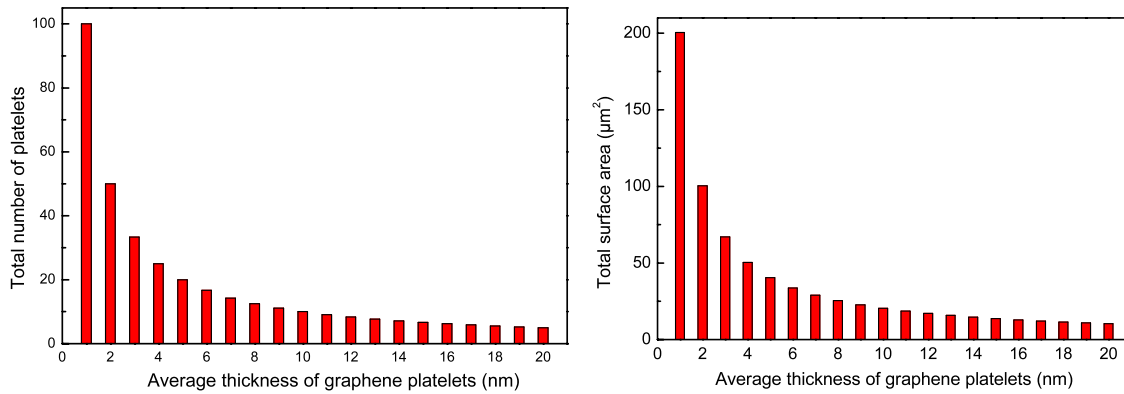 Total number of platelets
100
80
60
40
20
0
0 2 4 6 8 10 12 14 16 18 20
Average thickness of graphene platelets (nm)
Total surface area (µm²)
200
150
100
50
0
0 2 4 6 8 10 12 14 16 18 20
Average thickness of graphene platelets (nm)